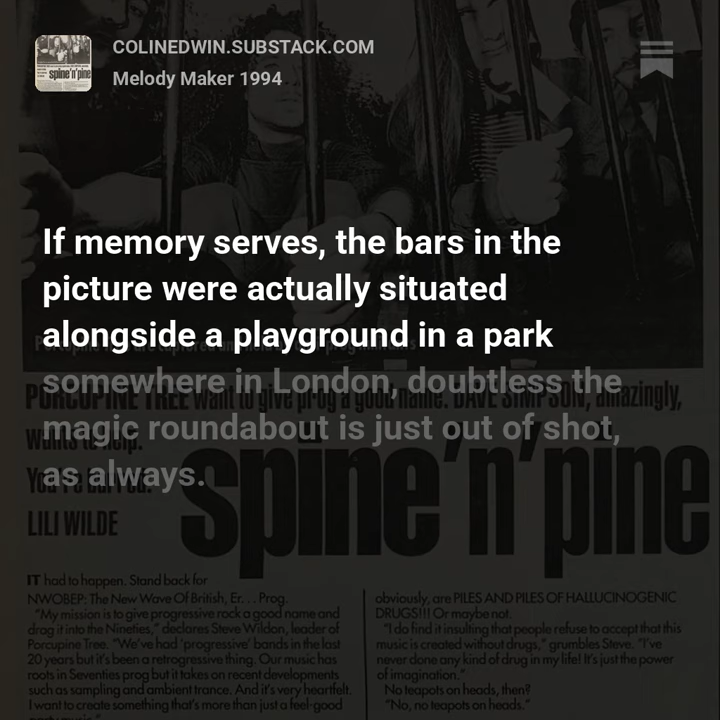 COLINEDWIN.SUBSTACK.COM
Melody Maker 1994
spine'n'pine
If memory serves, the bars in the
picture were actually situated
alongside a playground in a park
somewhere in London, doubtless the
magic roundabout is just out of shot,
as always.
PORCUPINE TREE want to give prog a good name. DAVE SIMPSON, amazingly,
wants to help.
LILI WILDE
spine'n'pine
IT had to happen. Stand back for
NWOBEP: The New Wave Of British, Er. . . Prog.
"My mission is to give progressive rock a good name and
drag it into the Nineties," declares Steve Wildon, leader of
Porcupine Tree. "We've had 'progressive' bands in the last
20 years but it's been a retrogressive thing. Our music has
roots in Seventies prog but it takes on recent developments
such as sampling and ambient trance. And it's very heartfelt.
I want to create something that's more than just a feel-good
obviously, are PILES AND PILES OF HALLUCINOGENIC
DRUGS!!! Or maybe not.
"I do find it insulting that people refuse to accept that this
music is created without drugs," grumbles Steve. "I've
never done any kind of drug in my life! It's just the power
of imagination."
No teapots on heads, then?
"No, no teapots on heads."